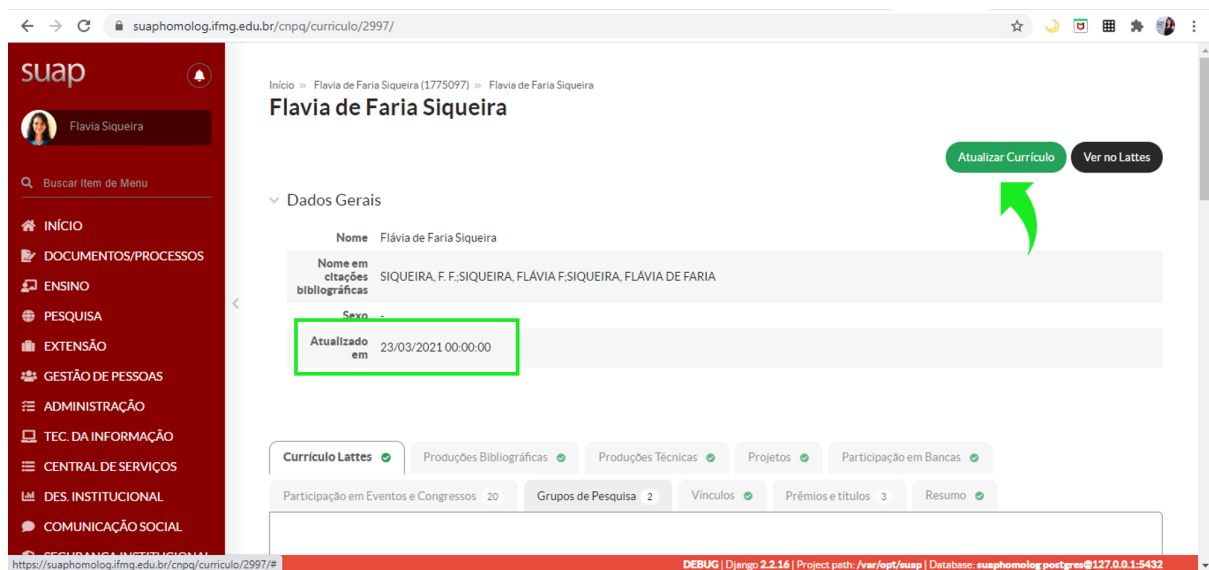 suaphomolog.ifmg.edu.br/cnpq/curriculo/2997/
suap
Flavia Siqueira
Buscar Item de Menu
INÍCIO
DOCUMENTOS/PROCESSOS
ENSINO
PESQUISA
EXTENSÃO
GESTÃO DE PESSOAS
ADMINISTRAÇÃO
TEC. DA INFORMAÇÃO
CENTRAL DE SERVIÇOS
DES. INSTITUCIONAL
COMUNICAÇÃO SOCIAL
SEGURANÇA INSTITUCIONAL
Início » Flavia de Faria Siqueira (1775097) » Flavia de Faria Siqueira
Flavia de Faria Siqueira
Atualizar Currículo Ver no Lattes
Dados Gerais
Nome Flávia de Faria Siqueira
Nome em
citações SIQUEIRA, F. F.;SIQUEIRA, FLÁVIA F;SIQUEIRA, FLÁVIA DE FARIA
bibliográficas
Sexo -
Atualizado
em 23/03/2021 00:00:00
Currículo Lattes Produções Bibliográficas Produções Técnicas Projetos Participação em Bancas
Participação em Eventos e Congressos 20 Grupos de Pesquisa 2 Vínculos Prêmios e títulos 3 Resumo
https://suaphomolog.ifmg.edu.br/cnpq/curriculo/2997/#
DEBUG | Django 2.2.16 | Project path: /var/opt/suap | Database: suaphomolog postgres@127.0.0.1:5432